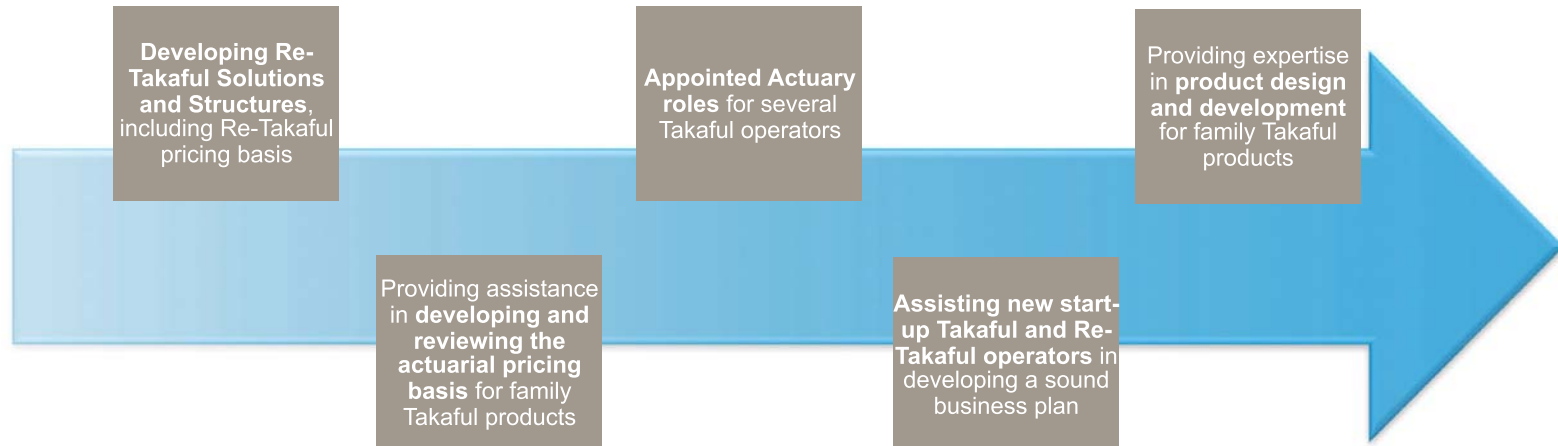 Developing Re-
Takaful Solutions
and Structures,
including Re-Takaful
pricing basis
Providing assistance
in developing and
reviewing the
actuarial pricing
basis for family
Takaful products
Appointed Actuary
roles for several
Takaful operators
Assisting new start-
up Takaful and Re-
Takaful operators in
developing a sound
business plan
Providing expertise
in product design
and development
for family Takaful
products